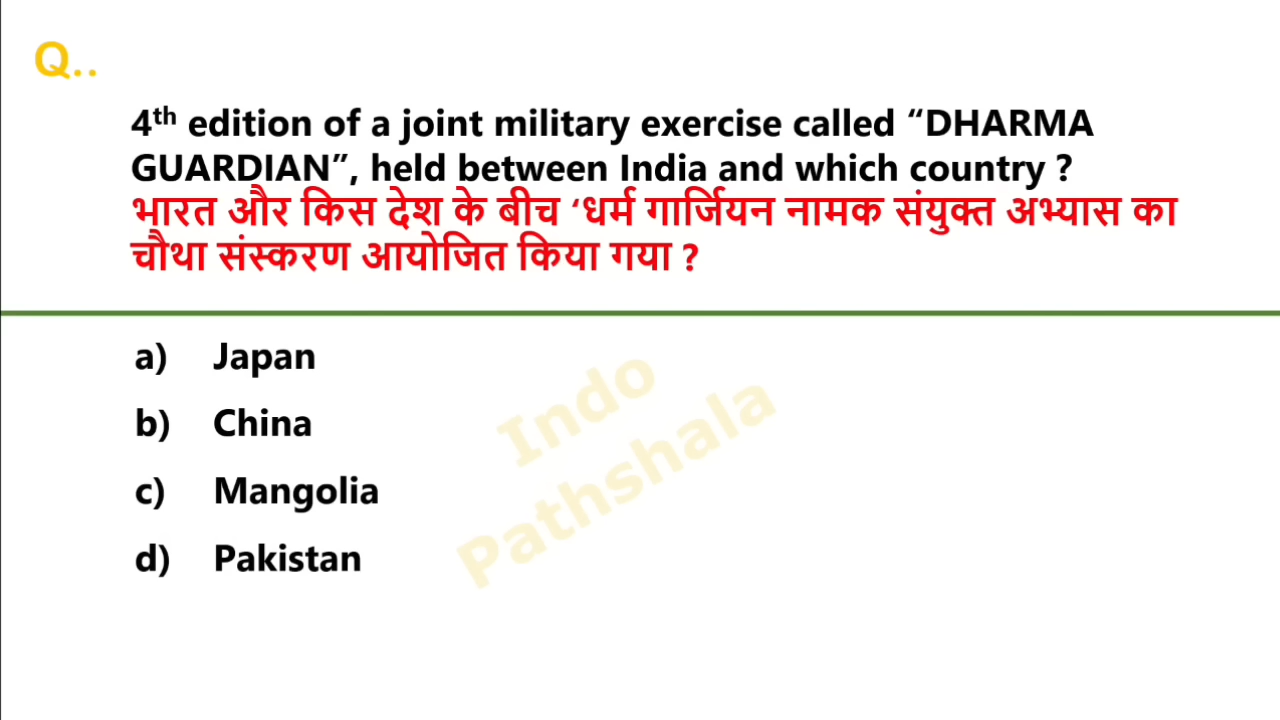 Q..
4th edition of a joint military exercise called “DHARMA
GUARDIAN”, held between India and which country ?
भारत और किस देश के बीच ‘धर्म गार्जियन नामक संयुक्त अभ्यास का
चौथा संस्करण आयोजित किया गया ?
a) Japan
b) China
c) Mangolia
d) Pakistan
Indo
Pathshala